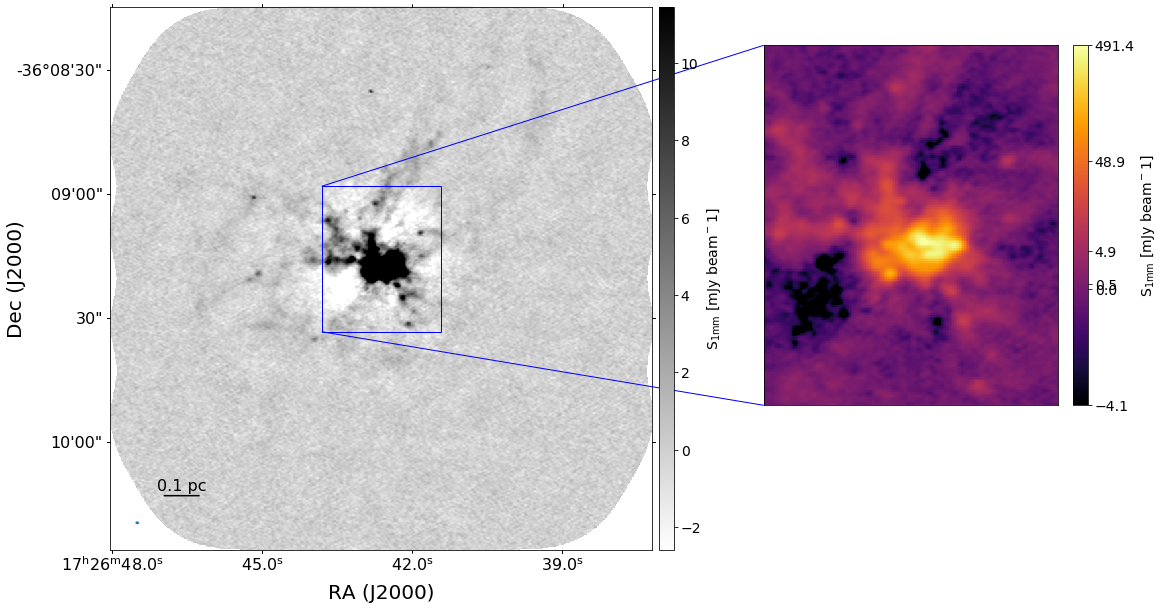 Dec (J2000)
-36°08'30"
09'00"
30"
10'00"
0.1 pc
17ʰ26ᵐ48.0ˢ
45.0ˢ
42.0ˢ
39.0ˢ
RA (J2000)
10
8
6
4
2
0
−2
S₁ₘₘ [mJy beam⁻1]
491.4
48.9
4.9
0.5
0.0
−4.1
S₁ₘₘ [mJy beam⁻1]